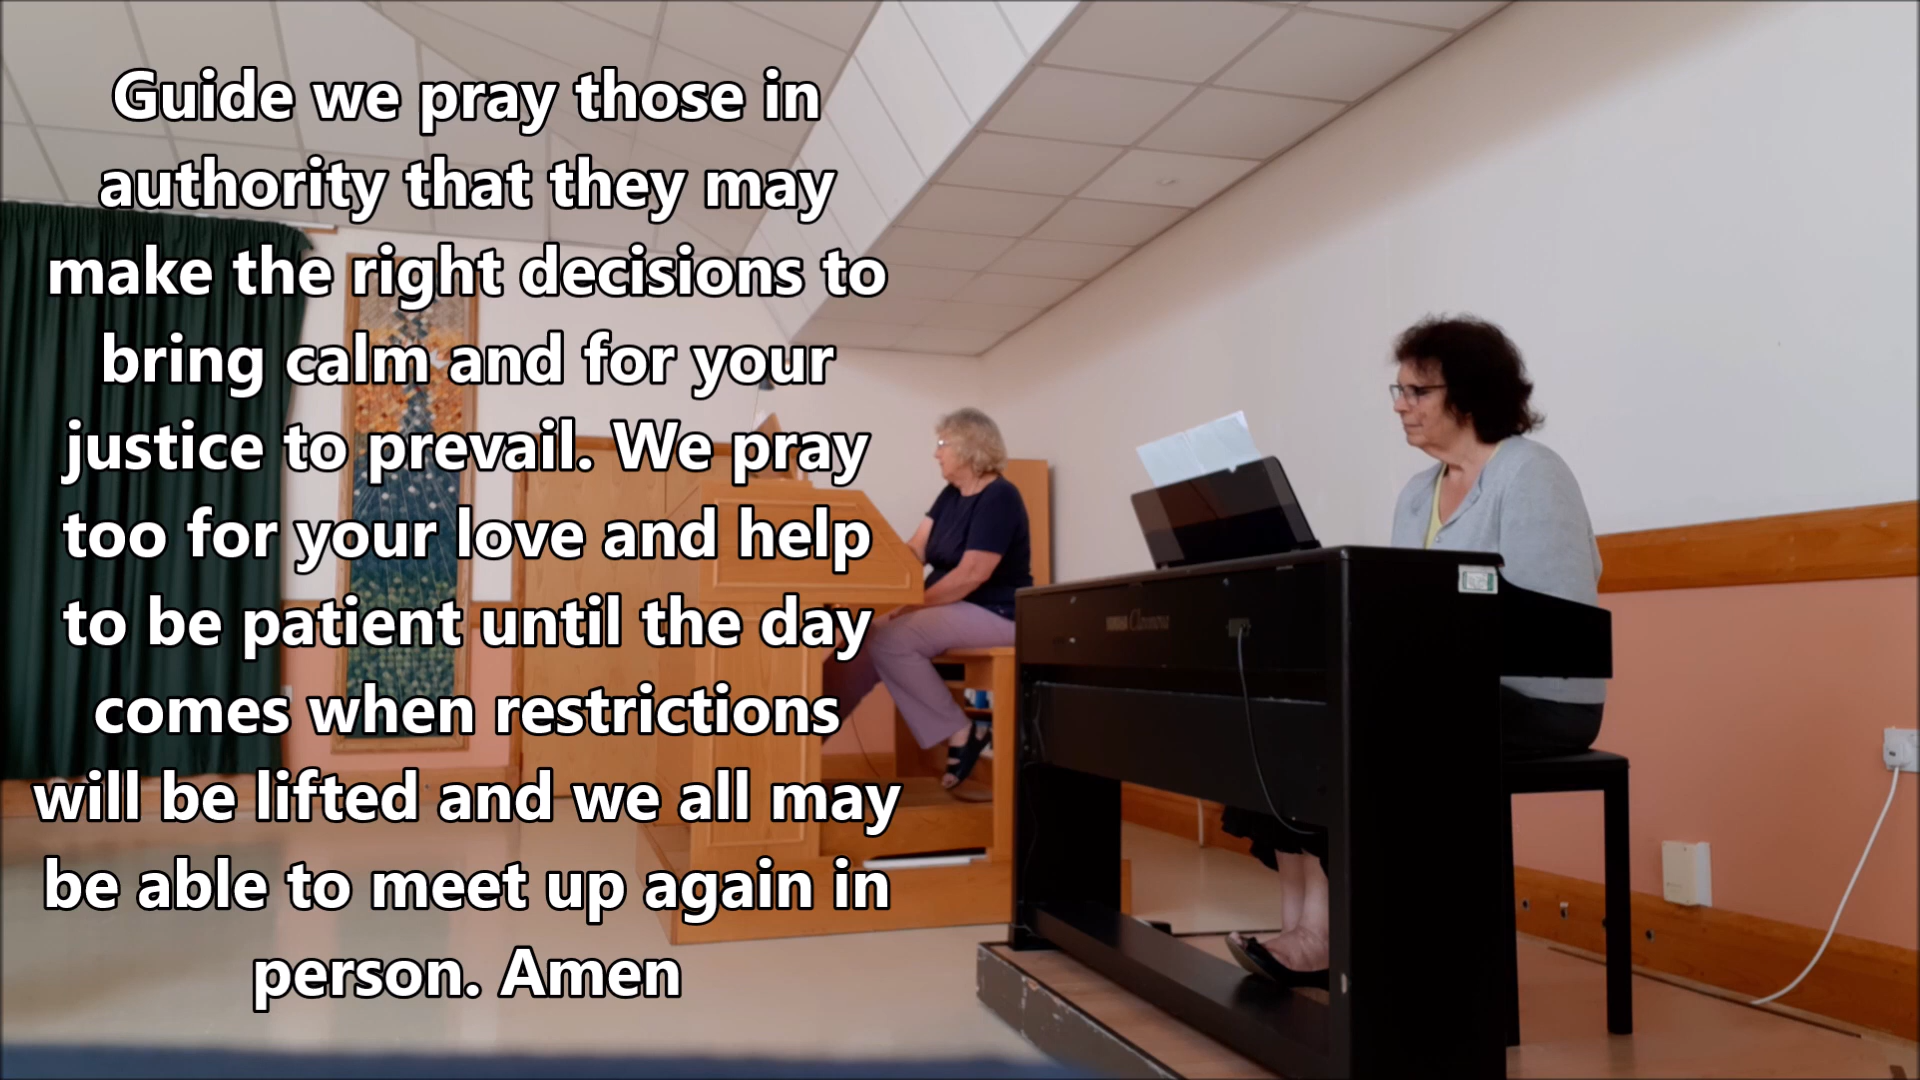 Guide we pray those in
authority that they may
make the right decisions to
bring calm and for your
justice to prevail. We pray
too for your love and help
to be patient until the day
comes when restrictions
will be lifted and we all may
be able to meet up again in
person. Amen
YAMAHA Clavinova